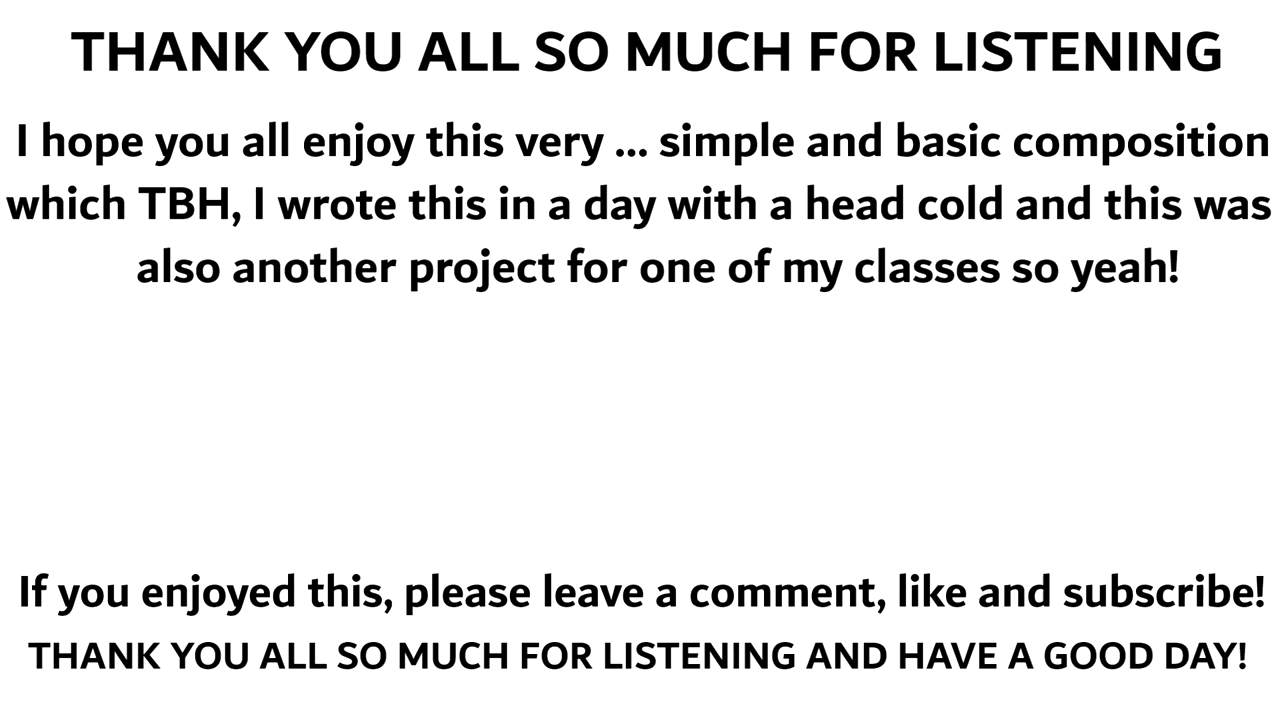 THANK YOU ALL SO MUCH FOR LISTENING
I hope you all enjoy this very ... simple and basic composition
which TBH, I wrote this in a day with a head cold and this was
also another project for one of my classes so yeah!
If you enjoyed this, please leave a comment, like and subscribe!
THANK YOU ALL SO MUCH FOR LISTENING AND HAVE A GOOD DAY!